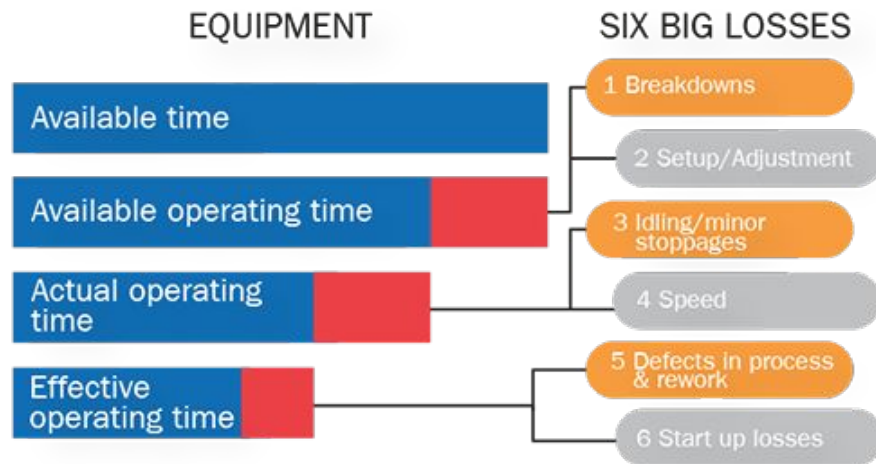 EQUIPMENT
SIX BIG LOSSES
Available time
Available operating time
Actual operating
time
Effective
operating time
1 Breakdowns
2 Setup/Adjustment
3 Idling/minor
stoppages
4 Speed
5 Defects in process
& rework
6 Start up losses